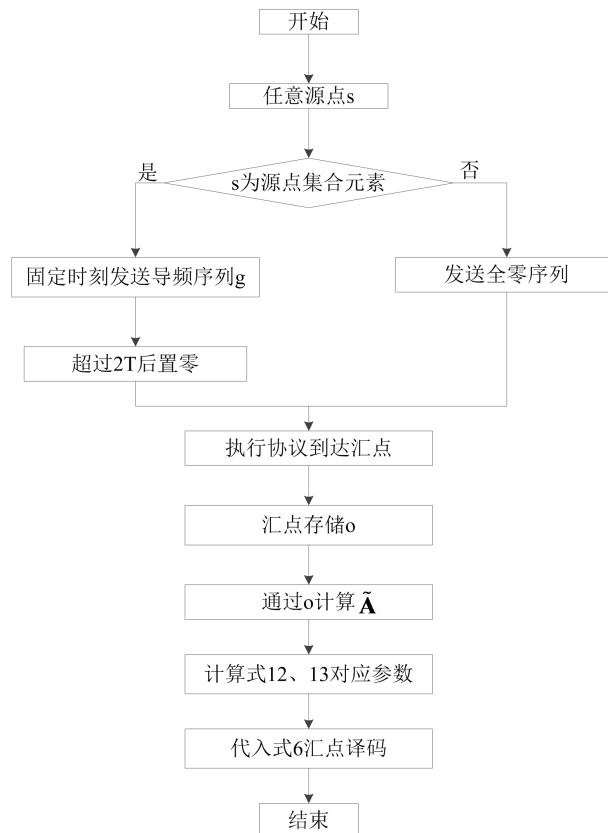 开始
任意源点s
s为源点集合元素
是
否
固定时刻发送导频序列g
发送全零序列
超过2T后置零
执行协议到达汇点
汇点存储o
通过o计算 Ã
计算式12、13对应参数
代入式6汇点译码
结束